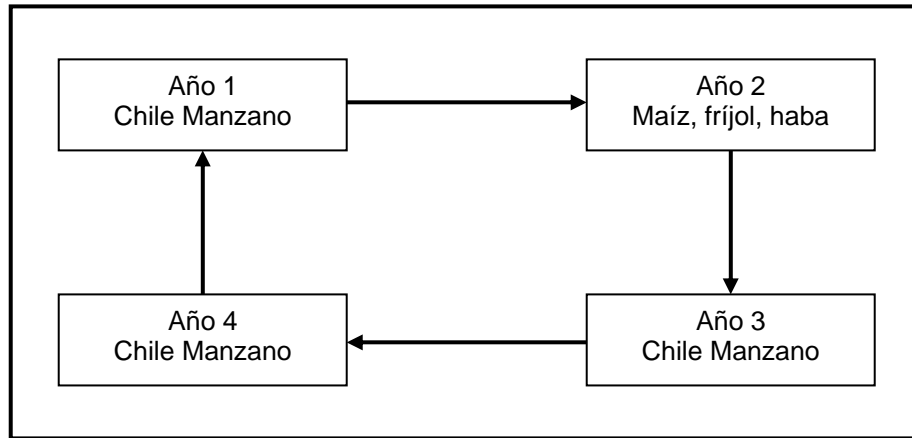 Año 1
Chile Manzano
Año 2
Maíz, fríjol, haba
Año 4
Chile Manzano
Año 3
Chile Manzano